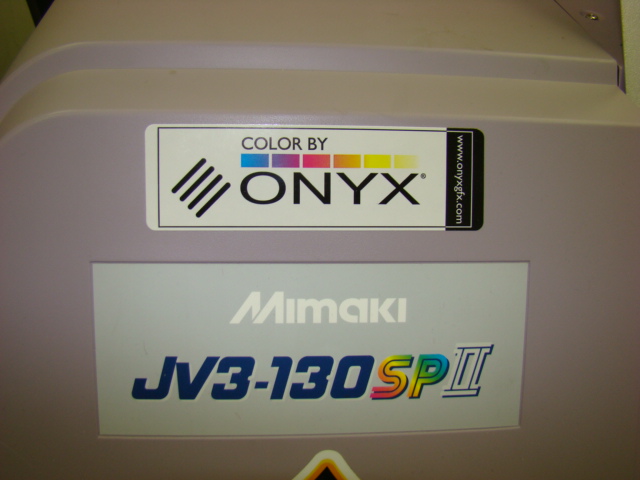 COLOR BY
ONYX®
www.onyxgfx.com
Mimaki
JV3-130SPII